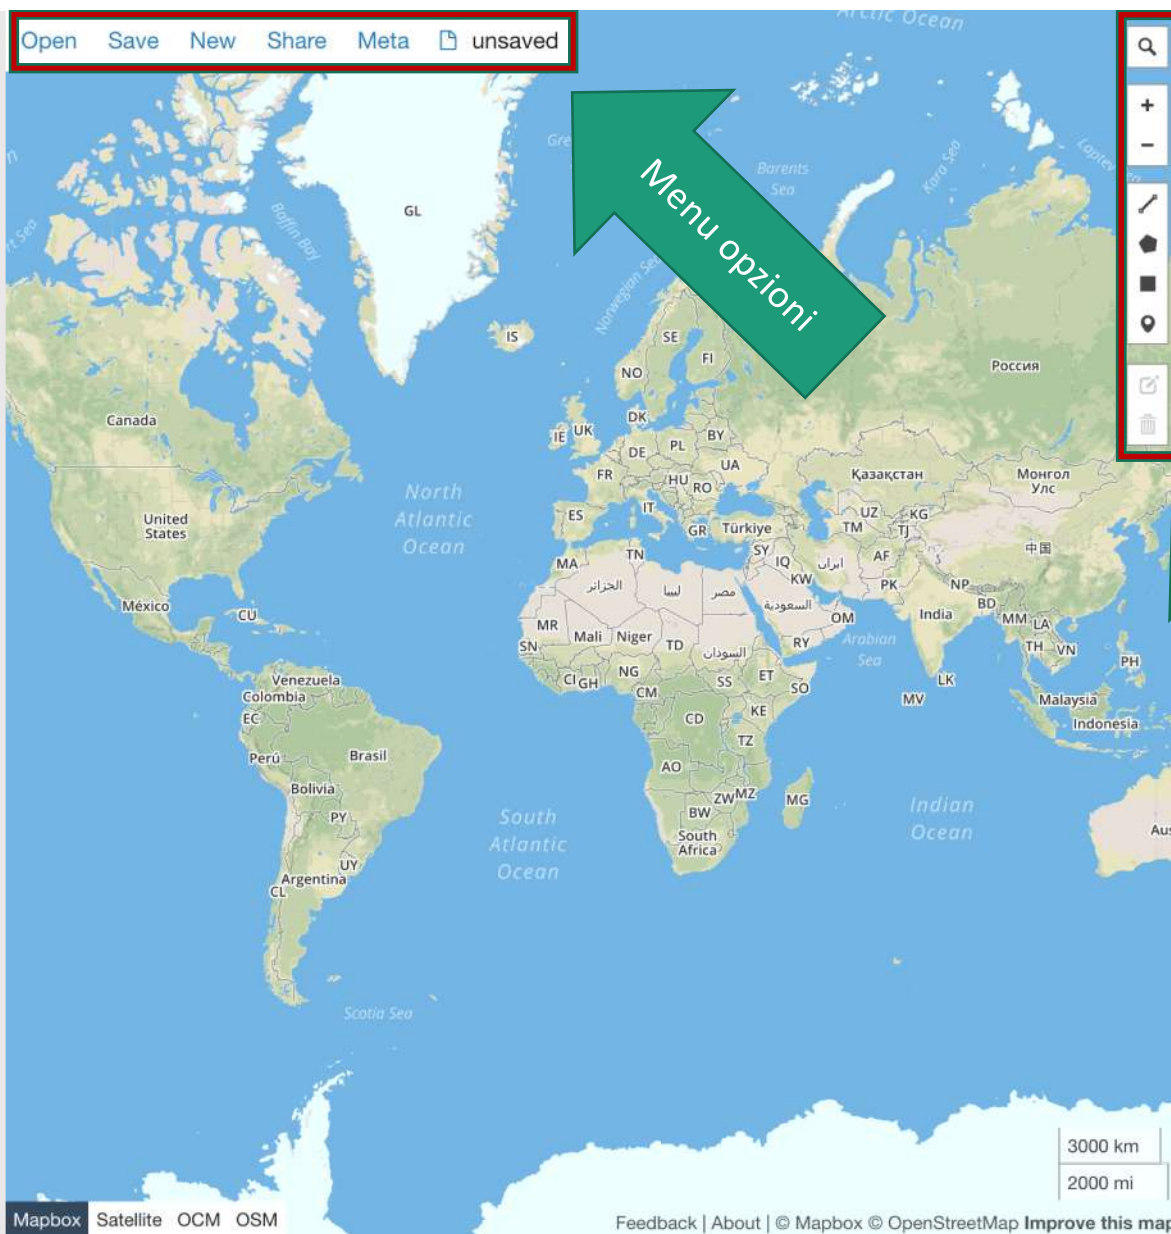 Open Save New Share Meta unsaved
Arctic Ocean
Menu opzioni
Barents
Sea
Kara Sea
Baffin Bay
GL
IS
SE
FI
NO
Россия
Canada
DK
IE UK
BY
DE
PL
UA
FR
HU
RO
Қазақстан
Монгол
Улс
North
Atlantic
Ocean
United
States
ES
IT
GR
Türkiye
UZ
KG
TM
TJ
中国
MA
TN
SY
IQ
KW
ایران
AF
PK
NP
México
CU
الجزائر
ليبيا
مصر
السعودية
OM
India
BD
MM
LA
MR
Mali
Niger
TD
السودان
RY
Arabian
Sea
TH
VN
SN
PH
Venezuela
Colombia
CI
GH
NG
CM
SS
ET
SO
LK
MV
Malaysia
EC
CD
KE
Indonesia
Perú
Brasil
TZ
AO
Bolivia
ZW
MZ
MG
BW
PY
South
Atlantic
Ocean
South
Africa
Indian
Ocean
UY
Argentina
CL
Scotia Sea
3000 km
2000 mi
Mapbox Satellite OCM OSM
Feedback | About | © Mapbox © OpenStreetMap Improve this map